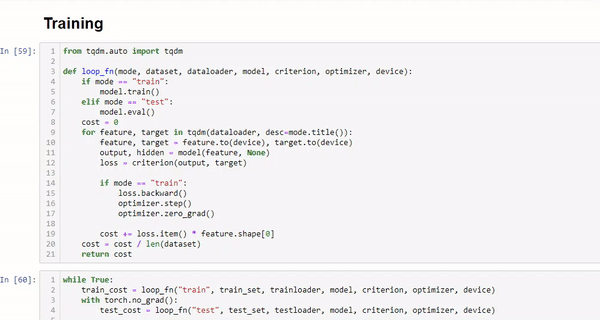 Training
In [59]:
1 from tqdm.auto import tqdm
2
3 def loop_fn(mode, dataset, dataloader, model, criterion, optimizer, device):
4     if mode == "train":
5         model.train()
6     elif mode == "test":
7         model.eval()
8     cost = 0
9     for feature, target in tqdm(dataloader, desc=mode.title()):
10         feature, target = feature.to(device), target.to(device)
11         output, hidden = model(feature, None)
12         loss = criterion(output, target)
13
14         if mode == "train":
15             loss.backward()
16             optimizer.step()
17             optimizer.zero_grad()
18
19         cost += loss.item() * feature.shape[0]
20     cost = cost / len(dataset)
21     return cost
In [60]:
1 while True:
2     train_cost = loop_fn("train", train_set, trainloader, model, criterion, optimizer, device)
3     with torch.no_grad():
4         test_cost = loop_fn("test", test_set, testloader, model, criterion, optimizer, device)